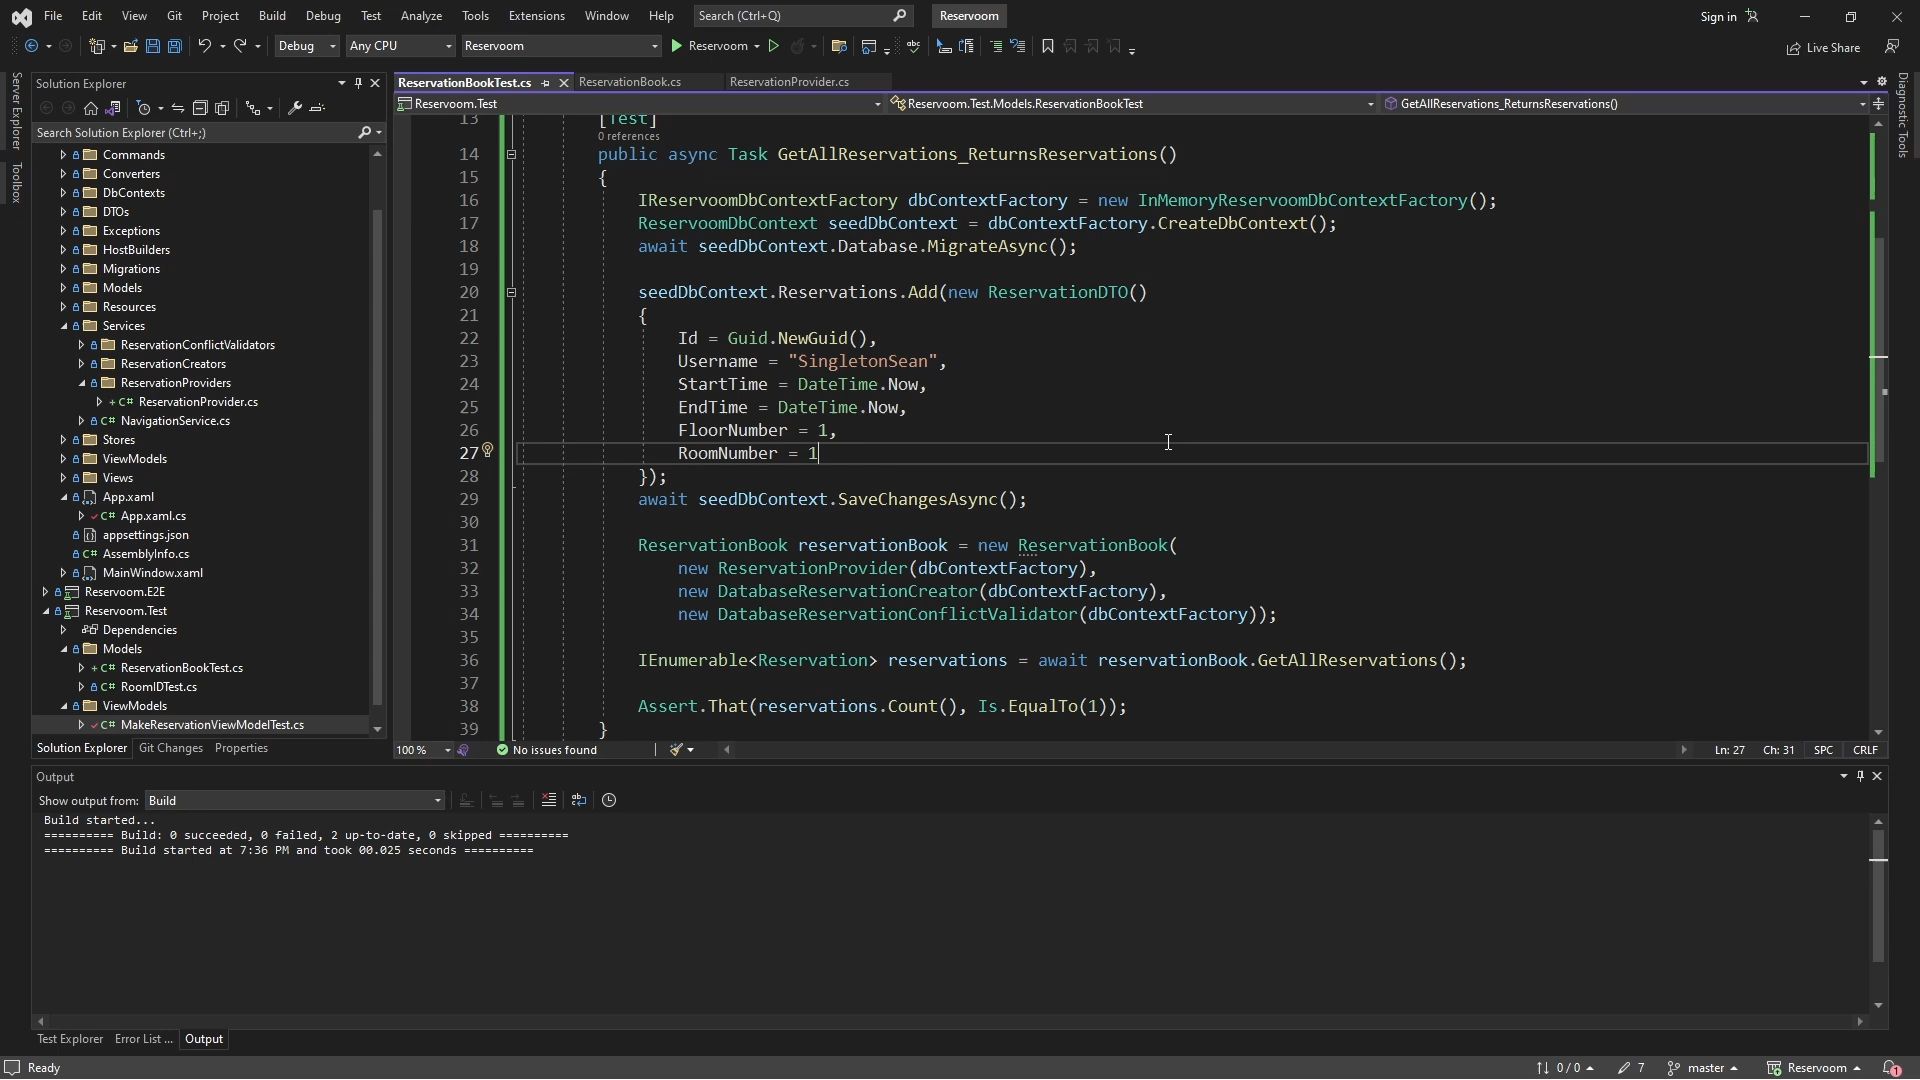 File Edit View Git Project Build Debug Test Analyze Tools Extensions Window Help Search (Ctrl+Q) Reservoom Sign in
Debug Any CPU Reservoom Reservoom Live Share
Server Explorer
Toolbox
Solution Explorer
Search Solution Explorer (Ctrl+;)
Commands
Converters
DbContexts
DTOs
Exceptions
HostBuilders
Migrations
Models
Resources
Services
ReservationConflictValidators
ReservationCreators
ReservationProviders
C# ReservationProvider.cs
C# NavigationService.cs
Stores
ViewModels
Views
App.xaml
C# App.xaml.cs
appsettings.json
C# AssemblyInfo.cs
MainWindow.xaml
Reservoom.E2E
Reservoom.Test
Dependencies
Models
C# ReservationBookTest.cs
C# RoomIDTest.cs
ViewModels
C# MakeReservationViewModelTest.cs
Solution Explorer Git Changes Properties
ReservationBookTest.cs ReservationBook.cs ReservationProvider.cs
Reservoom.Test Reservoom.Test.Models.ReservationBookTest GetAllReservations_ReturnsReservations()
13 [Test]
0 references
14 public async Task GetAllReservations_ReturnsReservations()
15 {
16 IReservoomDbContextFactory dbContextFactory = new InMemoryReservoomDbContextFactory();
17 ReservoomDbContext seedDbContext = dbContextFactory.CreateDbContext();
18 await seedDbContext.Database.MigrateAsync();
19
20 seedDbContext.Reservations.Add(new ReservationDTO()
21 {
22 Id = Guid.NewGuid(),
23 Username = "SingletonSean",
24 StartTime = DateTime.Now,
25 EndTime = DateTime.Now,
26 FloorNumber = 1,
27 RoomNumber = 1
28 });
29 await seedDbContext.SaveChangesAsync();
30
31 ReservationBook reservationBook = new ReservationBook(
32 new ReservationProvider(dbContextFactory),
33 new DatabaseReservationCreator(dbContextFactory),
34 new DatabaseReservationConflictValidator(dbContextFactory));
35
36 IEnumerable<Reservation> reservations = await reservationBook.GetAllReservations();
37
38 Assert.That(reservations.Count(), Is.EqualTo(1));
39 }
100 % No issues found Ln: 27 Ch: 31 SPC CRLF
Diagnostic Tools
Output
Show output from: Build
Build started...
========== Build: 0 succeeded, 0 failed, 2 up-to-date, 0 skipped ==========
========== Build started at 7:36 PM and took 00.025 seconds ==========
Test Explorer Error List ... Output
Ready 0 / 0 7 master Reservoom 1